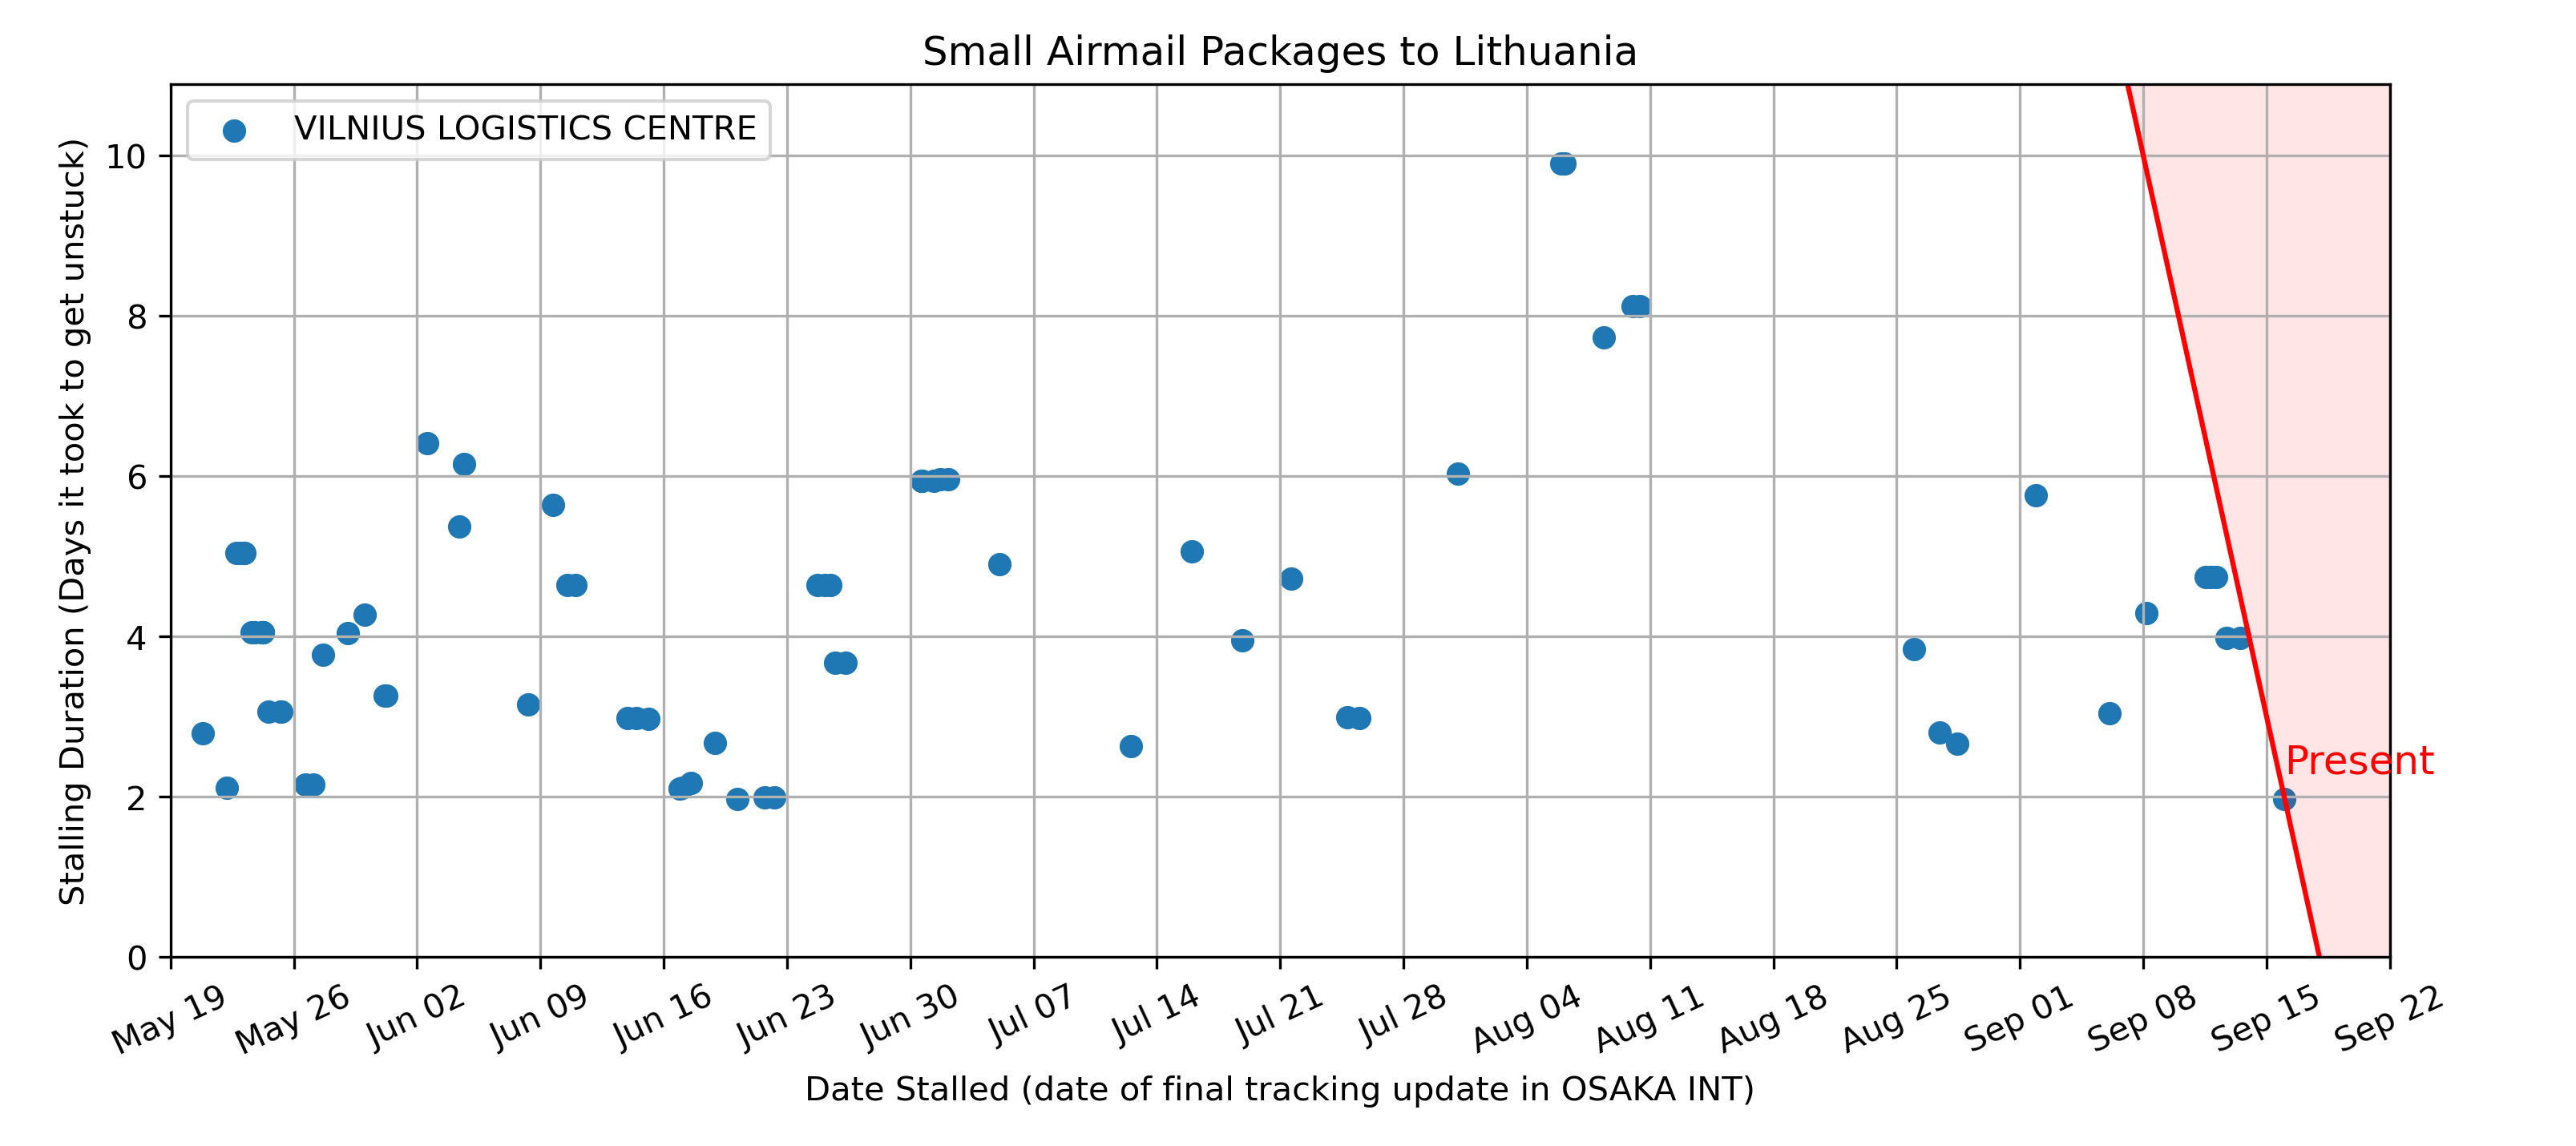 Small Airmail Packages to Lithuania
VILNIUS LOGISTICS CENTRE
Stalling Duration (Days it took to get unstuck)
10
8
6
4
2
0
Present
May 19
May 26
Jun 02
Jun 09
Jun 16
Jun 23
Jun 30
Jul 07
Jul 14
Jul 21
Jul 28
Aug 04
Aug 11
Aug 18
Aug 25
Sep 01
Sep 08
Sep 15
Sep 22
Date Stalled (date of final tracking update in OSAKA INT)